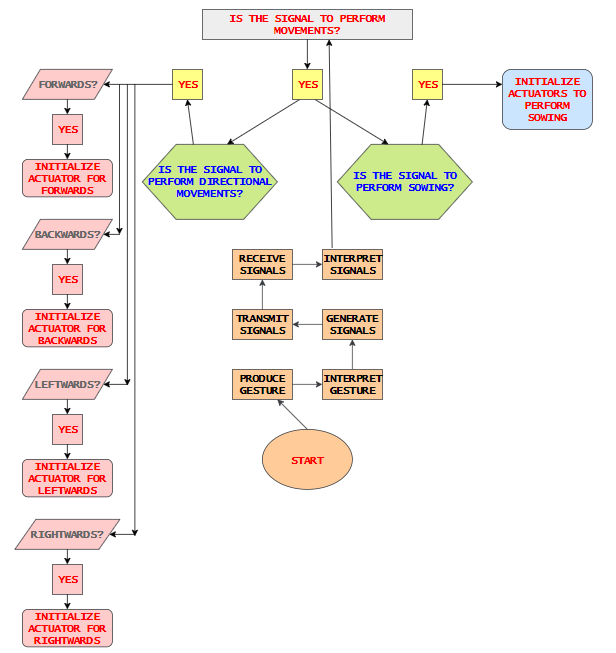 IS THE SIGNAL TO PERFORM
MOVEMENTS?
FORWARDS?
YES
YES
YES
INITIALIZE
ACTUATORS TO
PERFORM
SOWING
YES
INITIALIZE
ACTUATOR FOR
FORWARDS
IS THE SIGNAL TO
PERFORM DIRECTIONAL
MOVEMENTS?
IS THE SIGNAL TO
PERFORM SOWING?
BACKWARDS?
YES
INITIALIZE
ACTUATOR FOR
BACKWARDS
RECEIVE
SIGNALS
INTERPRET
SIGNALS
TRANSMIT
SIGNALS
GENERATE
SIGNALS
LEFTWARDS?
YES
INITIALIZE
ACTUATOR FOR
LEFTWARDS
PRODUCE
GESTURE
INTERPRET
GESTURE
START
RIGHTWARDS?
YES
INITIALIZE
ACTUATOR FOR
RIGHTWARDS